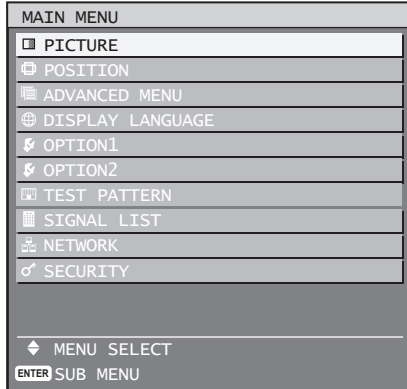 MAIN MENU
PICTURE
POSITION
ADVANCED MENU
DISPLAY LANGUAGE
OPTION1
OPTION2
TEST PATTERN
SIGNAL LIST
NETWORK
SECURITY
MENU SELECT
ENTER SUB MENU